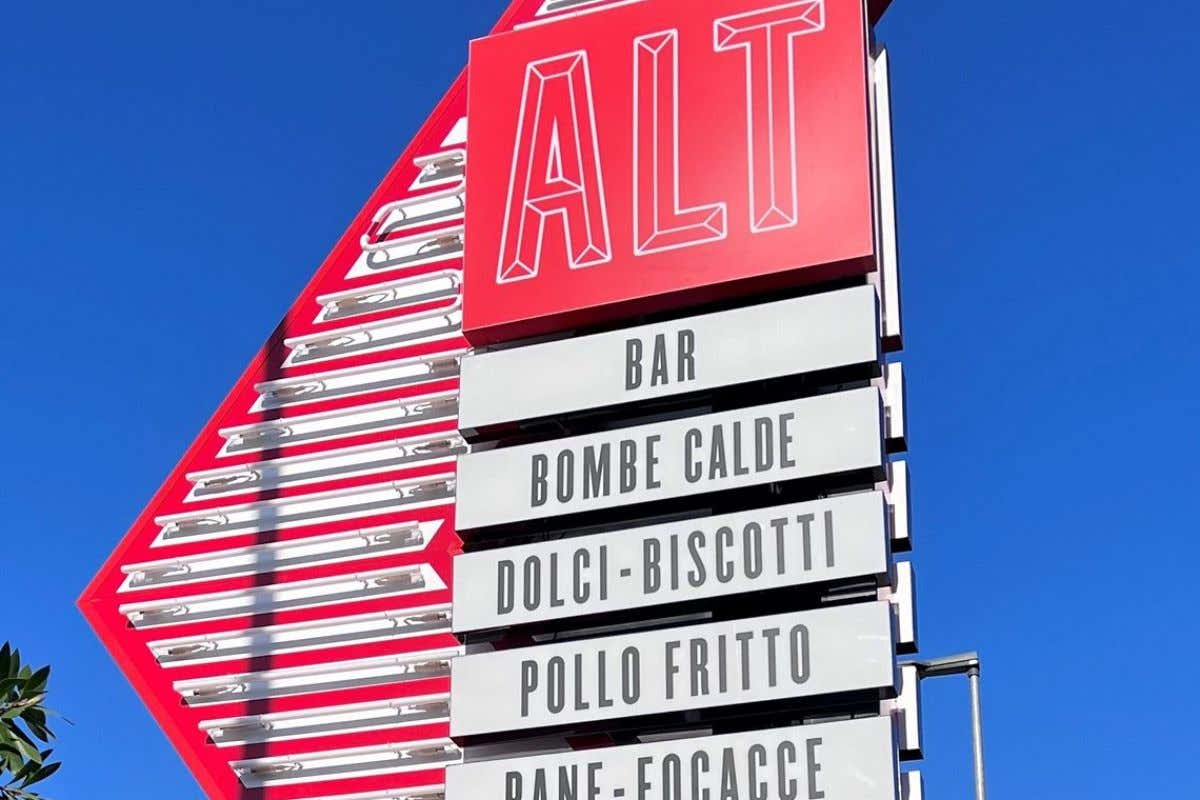 ALT
BAR
BOMBE CALDE
DOLCI-BISCOTTI
POLLO FRITTO
PANE-FOCACCE